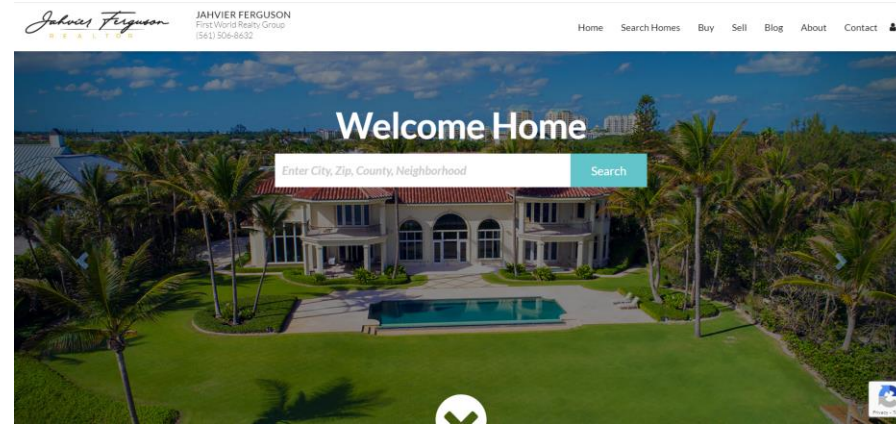 Jahvier Ferguson
REALTOR
JAHVIER FERGUSON
First World Realty Group
(561) 506-8632
Home Search Homes Buy Sell Blog About Contact
Welcome Home
Enter City, Zip, County, Neighborhood
Search